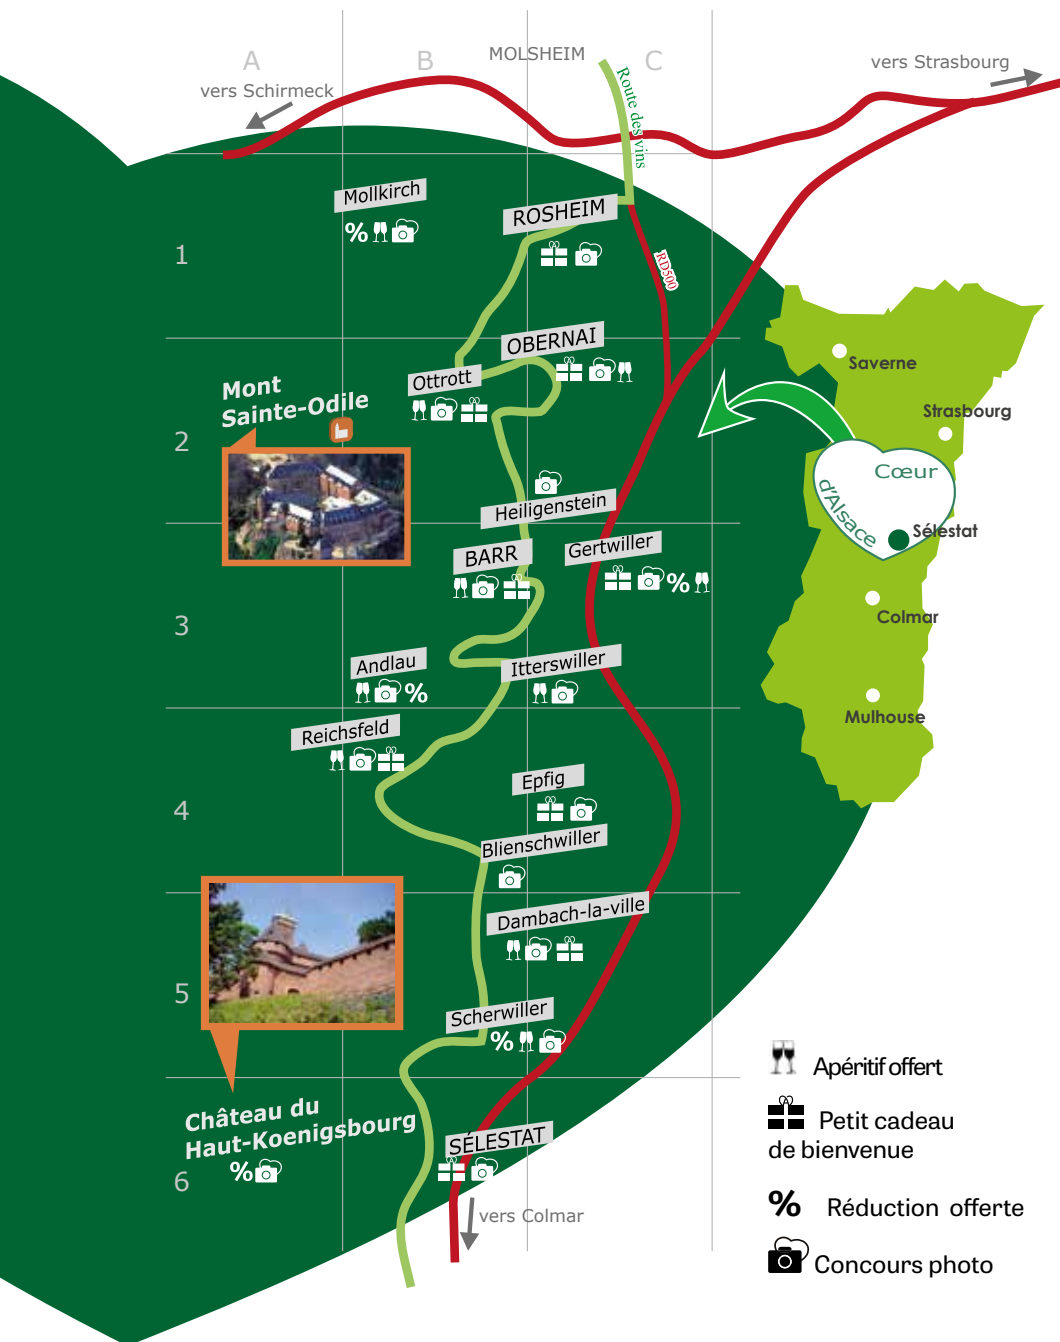 MOLSHEIM
A
B
C
vers Schirmeck
vers Strasbourg
Route des vins
Mollkirch
%
ROSHEIM
1
RD500
OBERNAI
Ottrott
Mont
Sainte-Odile
2
Heiligenstein
BARR
Gertwiller
%
3
Andlau
%
Itterswiller
Reichsfeld
Epfig
4
Blienschwiller
Dambach-la-ville
5
Scherwiller
%
Château du
Haut-Koenigsbourg
%
SÉLESTAT
6
vers Colmar
Saverne
Strasbourg
Cœur
d'Alsace
Sélestat
Colmar
Mulhouse
Apéritif offert
Petit cadeau
de bienvenue
% Réduction offerte
Concours photo